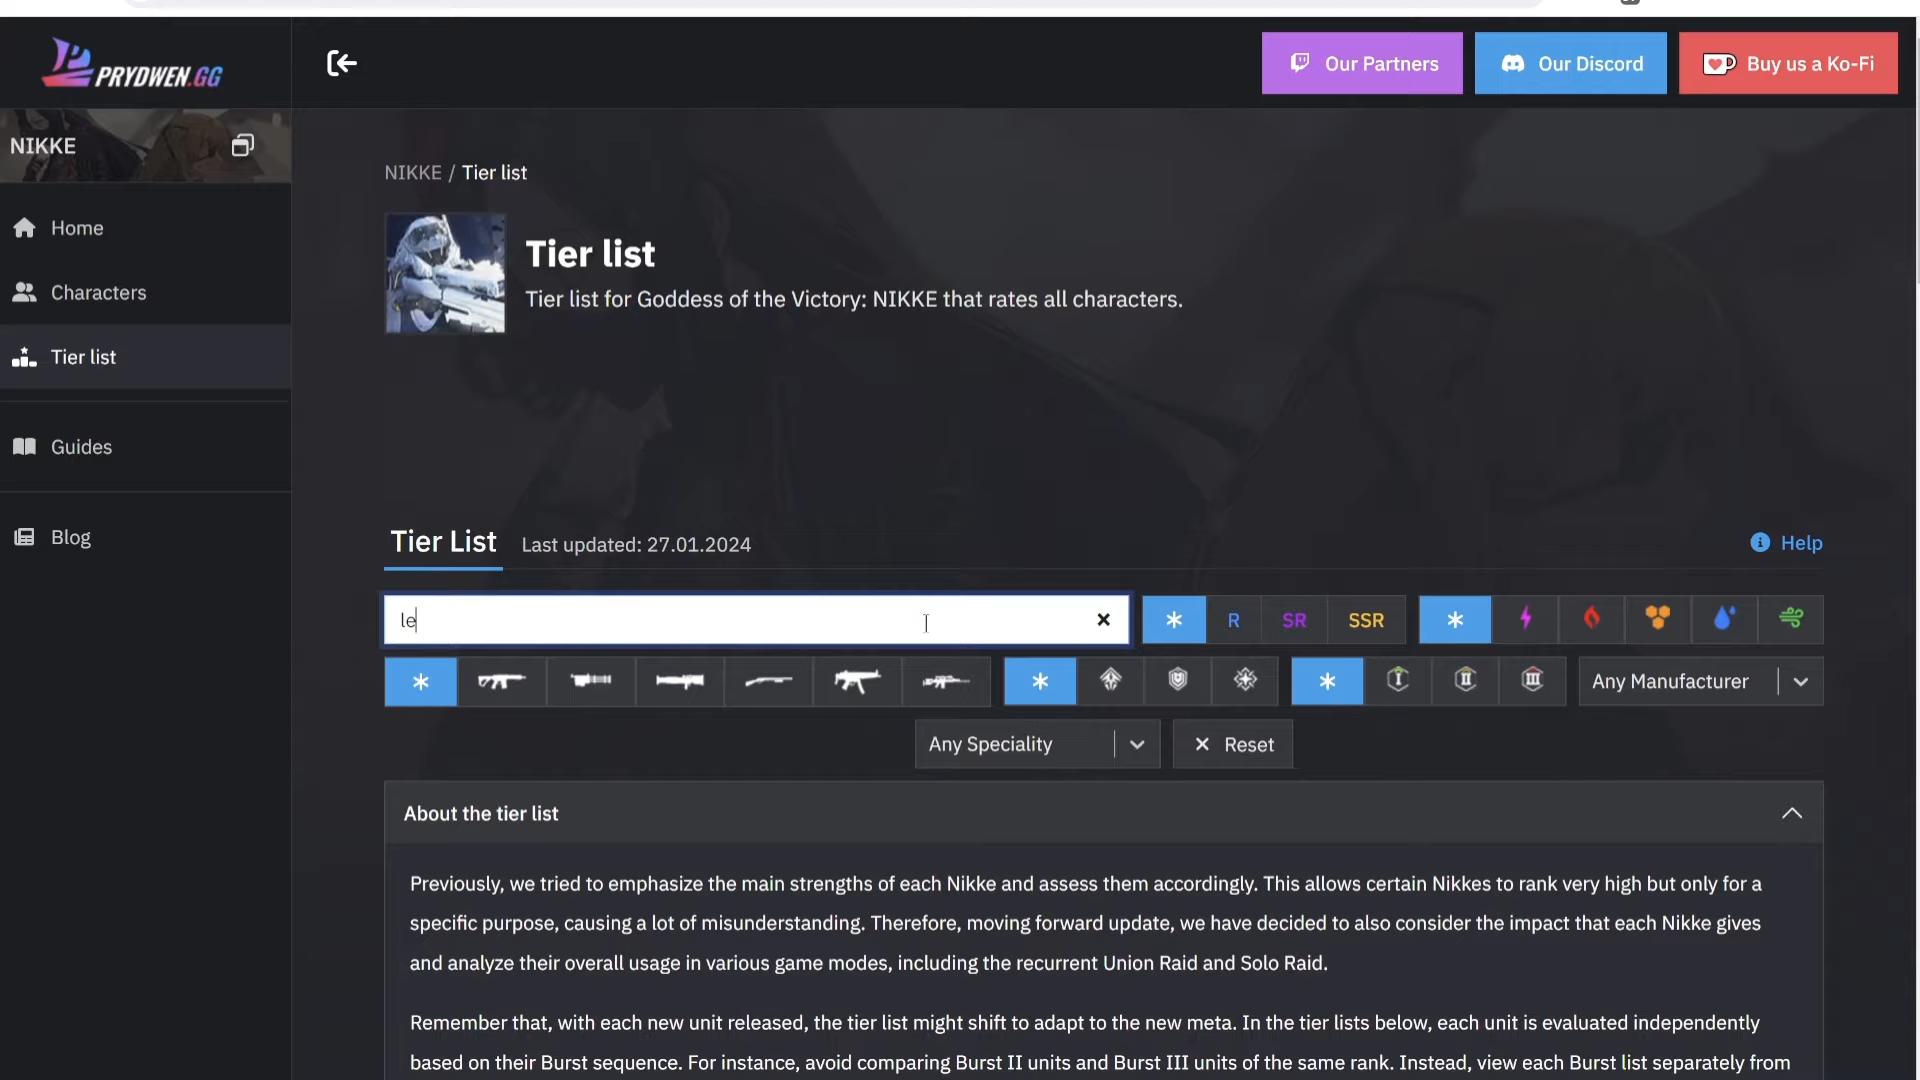 PRYDWEN.GG
Our Partners
Our Discord
Buy us a Ko-Fi
NIKKE
Home
Characters
Tier list
Guides
Blog
NIKKE / Tier list
Tier list
Tier list for Goddess of the Victory: NIKKE that rates all characters.
Tier List Last updated: 27.01.2024
Help
le
R SR SSR
I II III Any Manufacturer
Any Speciality
Reset
About the tier list
Previously, we tried to emphasize the main strengths of each Nikke and assess them accordingly. This allows certain Nikkes to rank very high but only for a
specific purpose, causing a lot of misunderstanding. Therefore, moving forward update, we have decided to also consider the impact that each Nikke gives
and analyze their overall usage in various game modes, including the recurrent Union Raid and Solo Raid.
Remember that, with each new unit released, the tier list might shift to adapt to the new meta. In the tier lists below, each unit is evaluated independently
based on their Burst sequence. For instance, avoid comparing Burst II units and Burst III units of the same rank. Instead, view each Burst list separately from